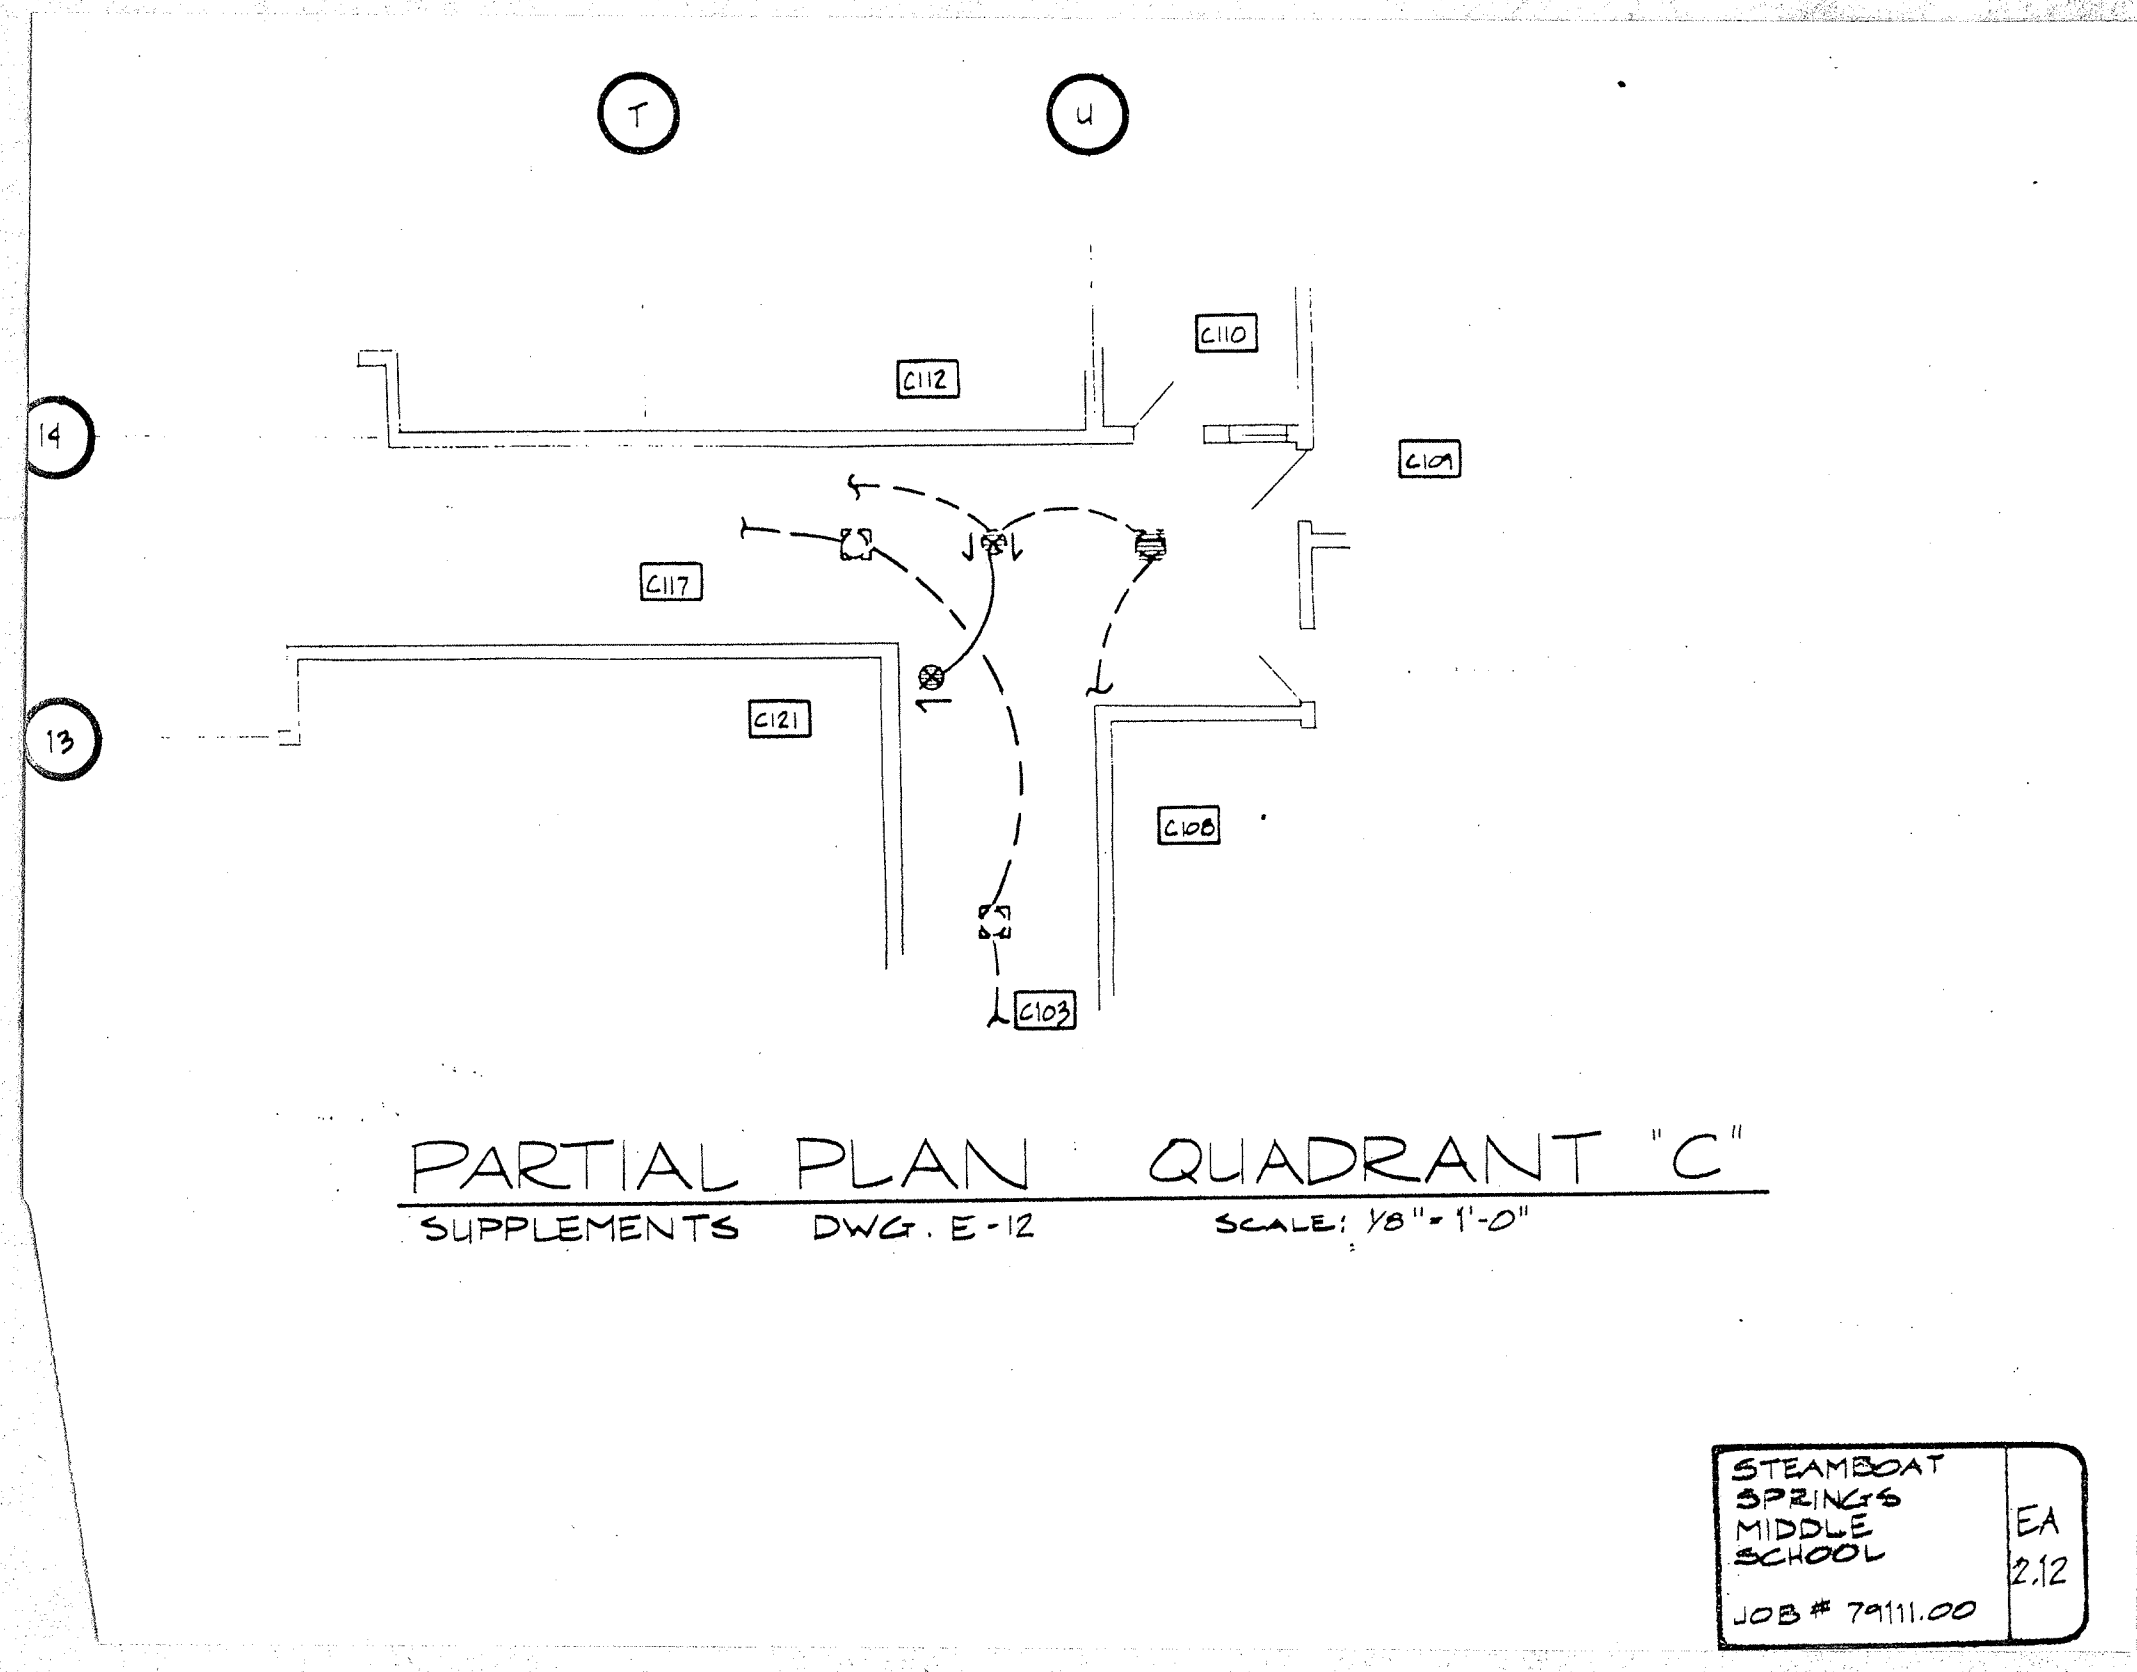 T
U
C110
C112
14
C109
C117
C121
13
C108
C103
PARTIAL PLAN QUADRANT "C"
SUPPLEMENTS DWG. E-12 SCALE: 1/8" = 1'-0"
STEAMBOAT
SPRINGS
MIDDLE
SCHOOL
JOB # 79111.00
EA
2.12